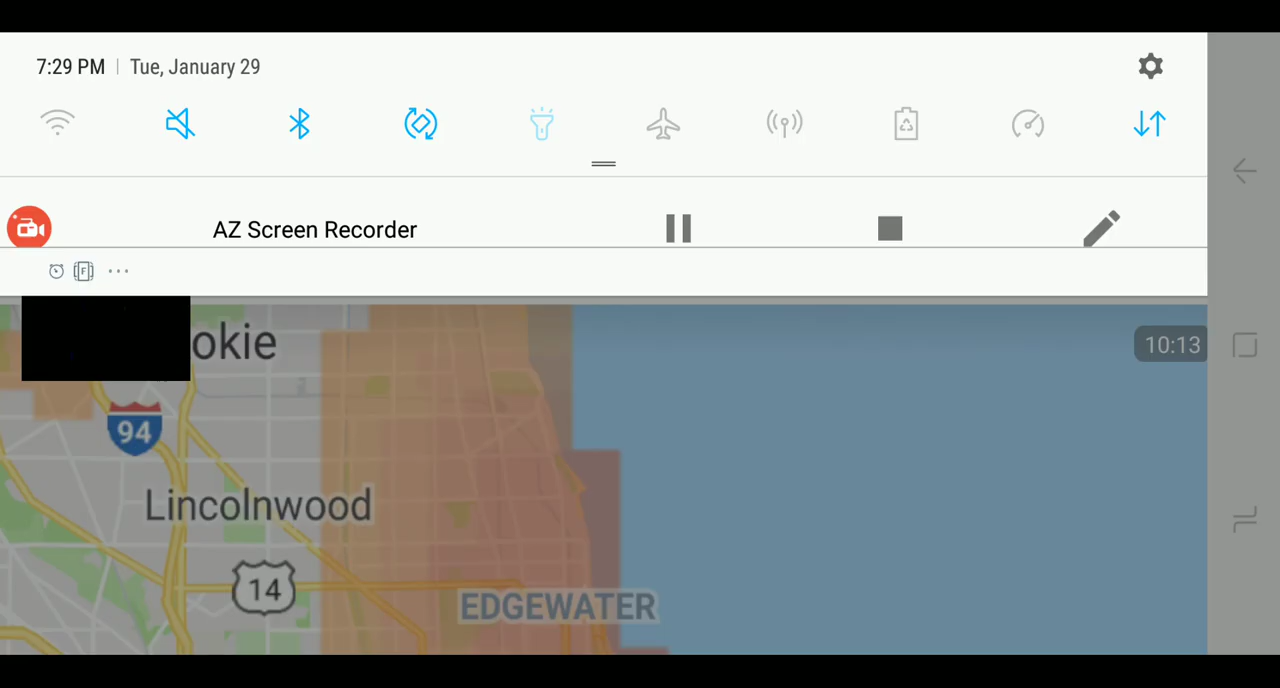 7:29 PM | Tue, January 29
AZ Screen Recorder
F
okie
10:13
94
Lincolnwood
14
EDGEWATER